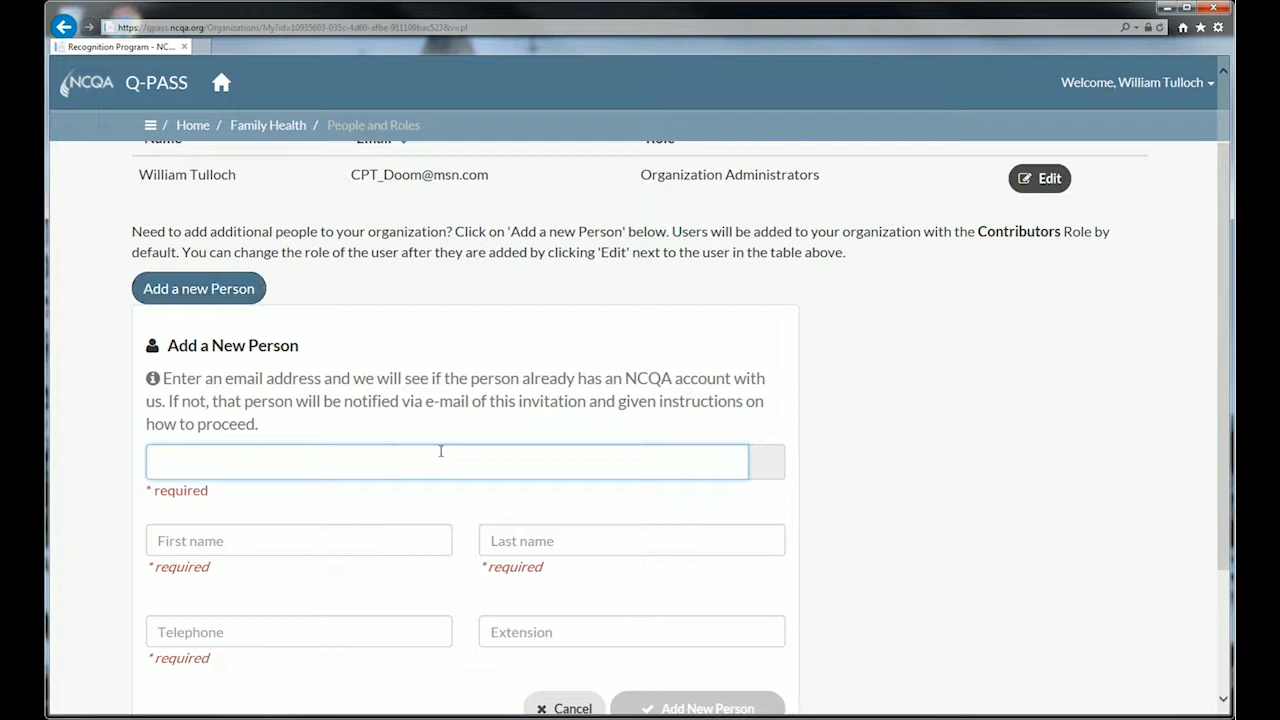 https://qpass.ncqa.org/Organizations/My?id=10935603-035c-4d60-afbe-911109bac523&v=pl
Recognition Program - NC...
NCQA Q-PASS
Welcome, William Tulloch
/ Home / Family Health / People and Roles
Name Email Role
William Tulloch CPT_Doom@msn.com Organization Administrators Edit
Need to add additional people to your organization? Click on 'Add a new Person' below. Users will be added to your organization with the Contributors Role by
default. You can change the role of the user after they are added by clicking 'Edit' next to the user in the table above.
Add a new Person
Add a New Person
Enter an email address and we will see if the person already has an NCQA account with
us. If not, that person will be notified via e-mail of this invitation and given instructions on
how to proceed.
* required
First name Last name
* required * required
Telephone Extension
* required
Cancel Add New Person